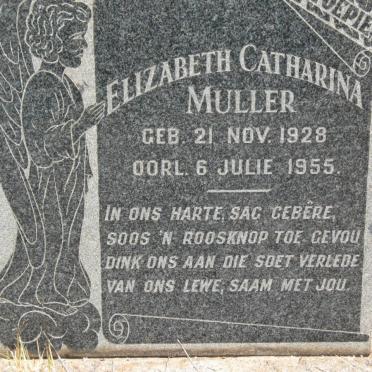 ELIZABETH CATHARINA
MULLER
GEB. 21 NOV. 1928
OORL. 6 JULIE 1955.
IN ONS HARTE, SAG GEBÊRE,
SOOS 'N ROOSKNOP TOE GEVOU
DINK ONS AAN DIE SOET VERLEDE
VAN ONS LEWE, SAAM MET JOU.